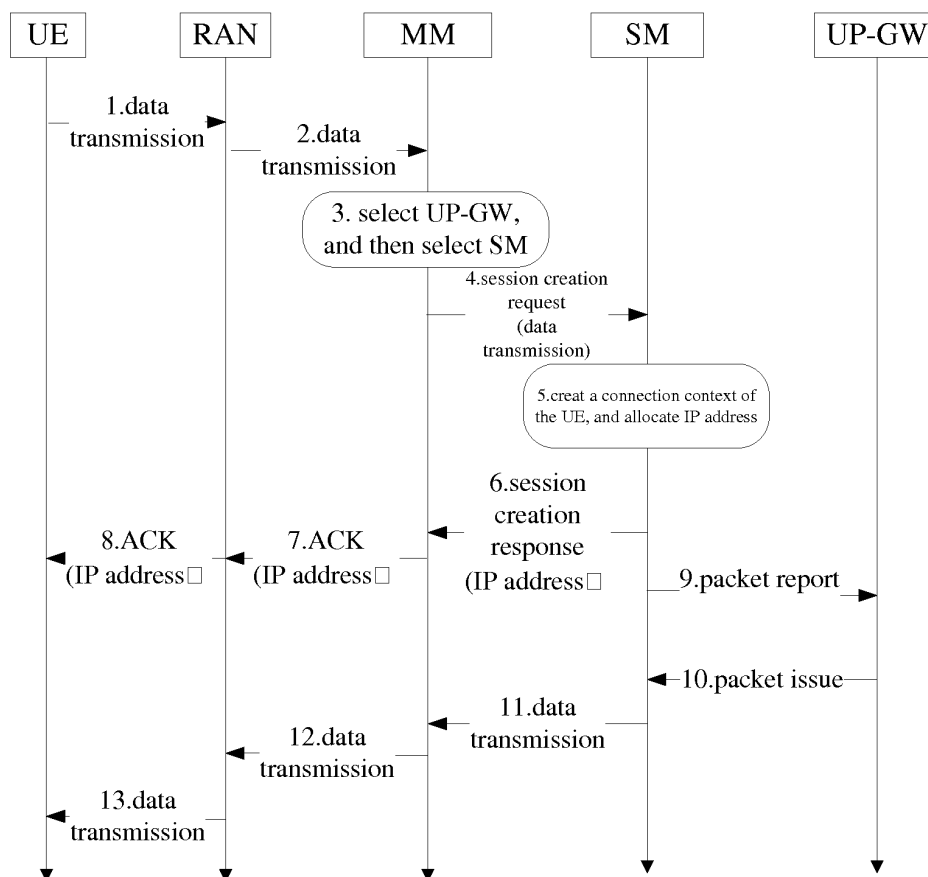 UE
RAN
MM
SM
UP-GW
1.data
transmission
2.data
transmission
3. select UP-GW,
and then select SM
4.session creation
request
(data
transmission)
5.creat a connection context of
the UE, and allocate IP address
6.session
creation
response
(IP address□
7.ACK
(IP address□
8.ACK
(IP address□
9.packet report
10.packet issue
11.data
transmission
12.data
transmission
13.data
transmission